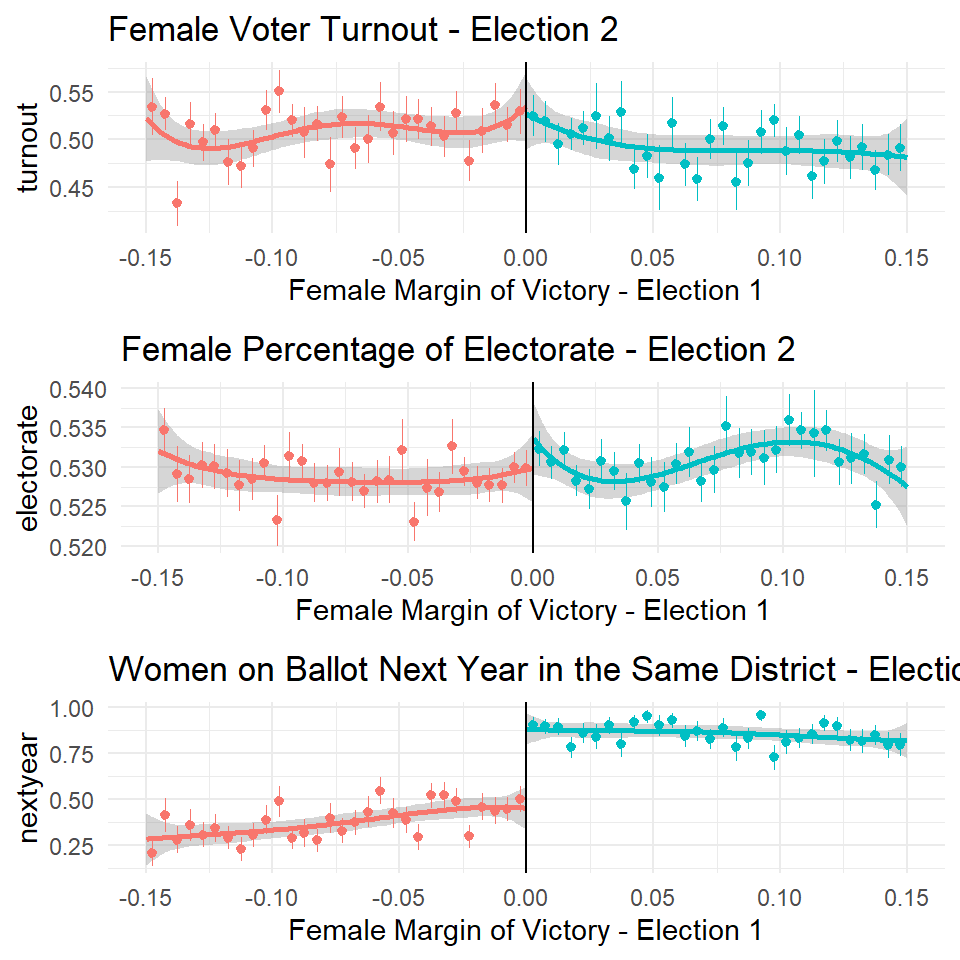 Female Voter Turnout - Election 2
turnout
0.55
0.50
0.45
-0.15 -0.10 -0.05 0.00 0.05 0.10 0.15
Female Margin of Victory - Election 1
Female Percentage of Electorate - Election 2
electorate
0.540
0.535
0.530
0.525
0.520
-0.15 -0.10 -0.05 0.00 0.05 0.10 0.15
Female Margin of Victory - Election 1
Women on Ballot Next Year in the Same District - Electio
nextyear
1.00
0.75
0.50
0.25
-0.15 -0.10 -0.05 0.00 0.05 0.10 0.15
Female Margin of Victory - Election 1